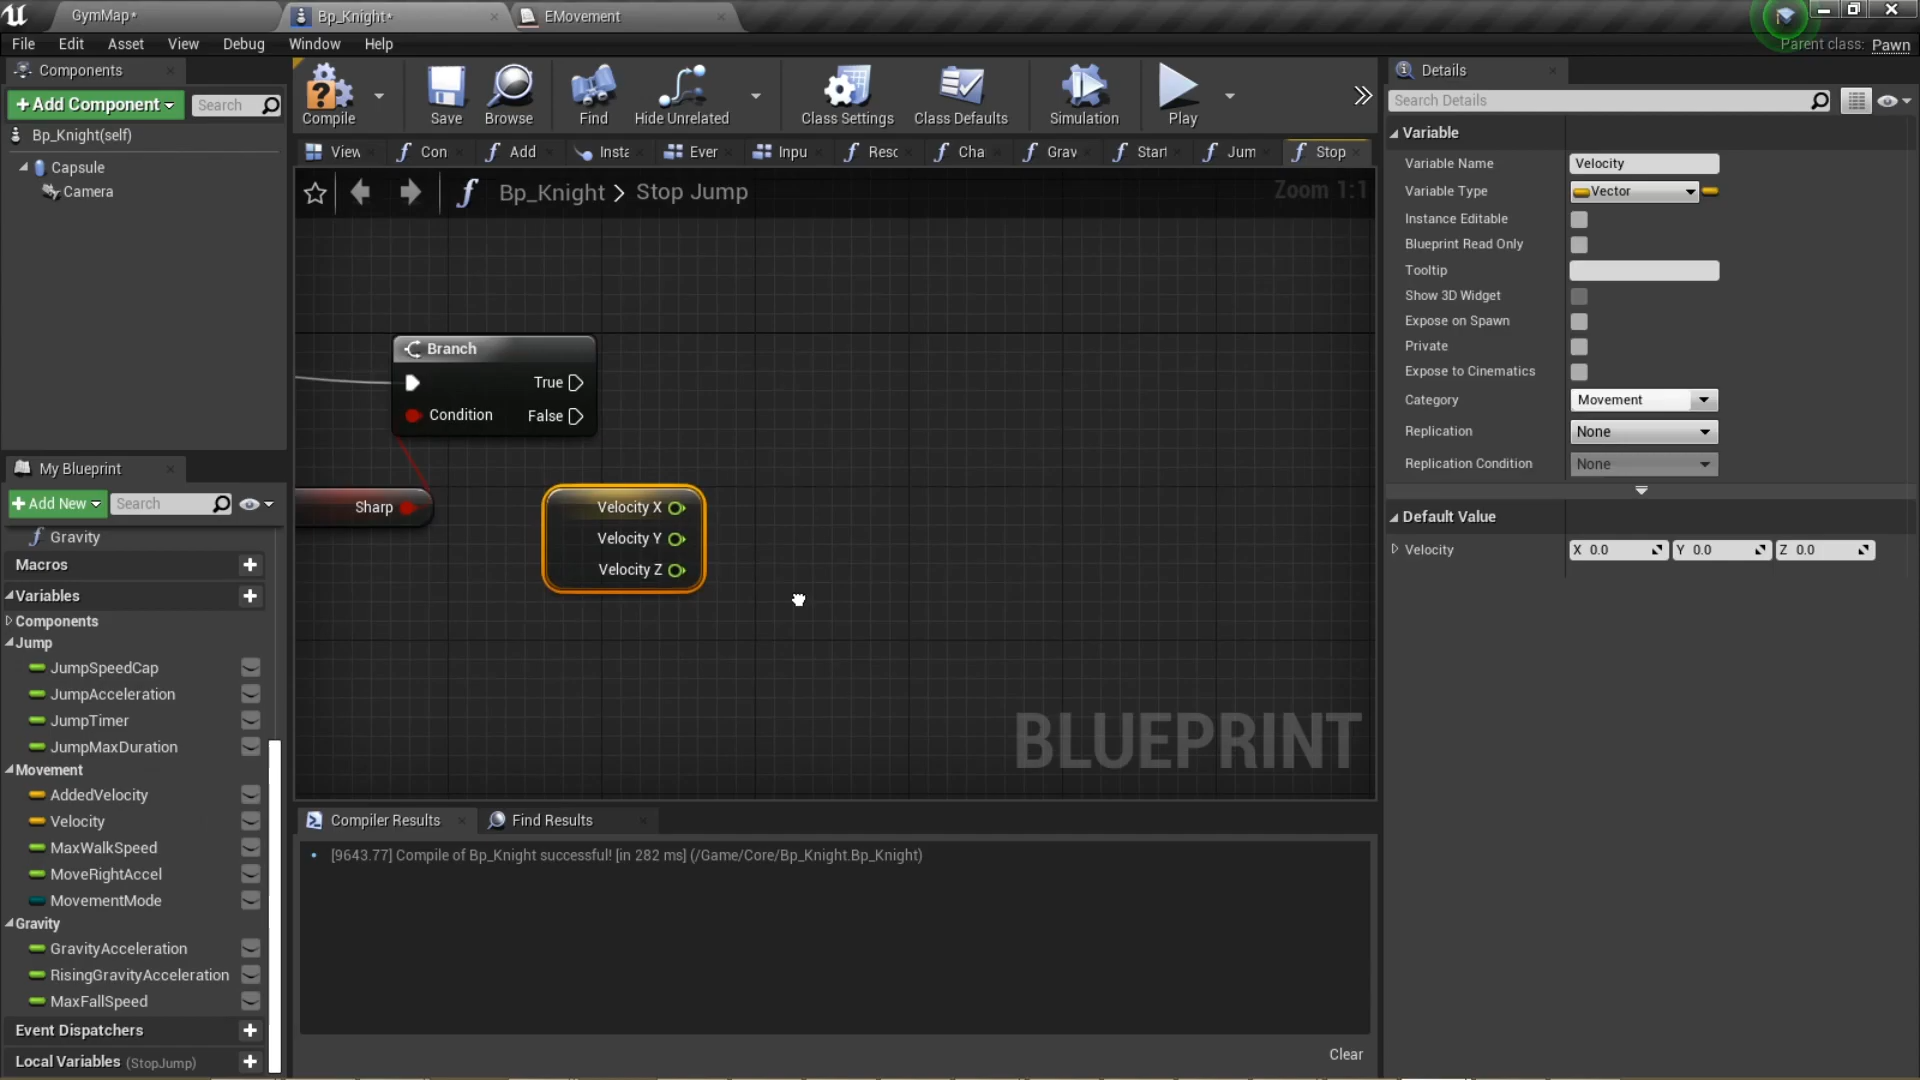 GymMap*
Bp_Knight*
EMovement
File Edit Asset View Debug Window Help
Parent class: Pawn
Components
+Add Component
Search
Bp_Knight(self)
Capsule
Camera
Compile
Save
Browse
Find
Hide Unrelated
Class Settings
Class Defaults
Simulation
Play
View
Con
Add
Insta
Ever
Inpu
Resc
Cha
Grav
Start
Jum
Stop
Bp_Knight > Stop Jump
Zoom 1:1
Branch
True
Condition
False
Sharp
Velocity X
Velocity Y
Velocity Z
BLUEPRINT
My Blueprint
+Add New
Search
Gravity
Macros
Variables
Components
Jump
JumpSpeedCap
JumpAcceleration
JumpTimer
JumpMaxDuration
Movement
AddedVelocity
Velocity
MaxWalkSpeed
MoveRightAccel
MovementMode
Gravity
GravityAcceleration
RisingGravityAcceleration
MaxFallSpeed
Event Dispatchers
Local Variables (StopJump)
Compiler Results
Find Results
[9643.77] Compile of Bp_Knight successful! [in 282 ms] (/Game/Core/Bp_Knight.Bp_Knight)
Clear
Details
Search Details
Variable
Variable Name Velocity
Variable Type Vector
Instance Editable
Blueprint Read Only
Tooltip
Show 3D Widget
Expose on Spawn
Private
Expose to Cinematics
Category Movement
Replication None
Replication Condition None
Default Value
Velocity X 0.0 Y 0.0 Z 0.0